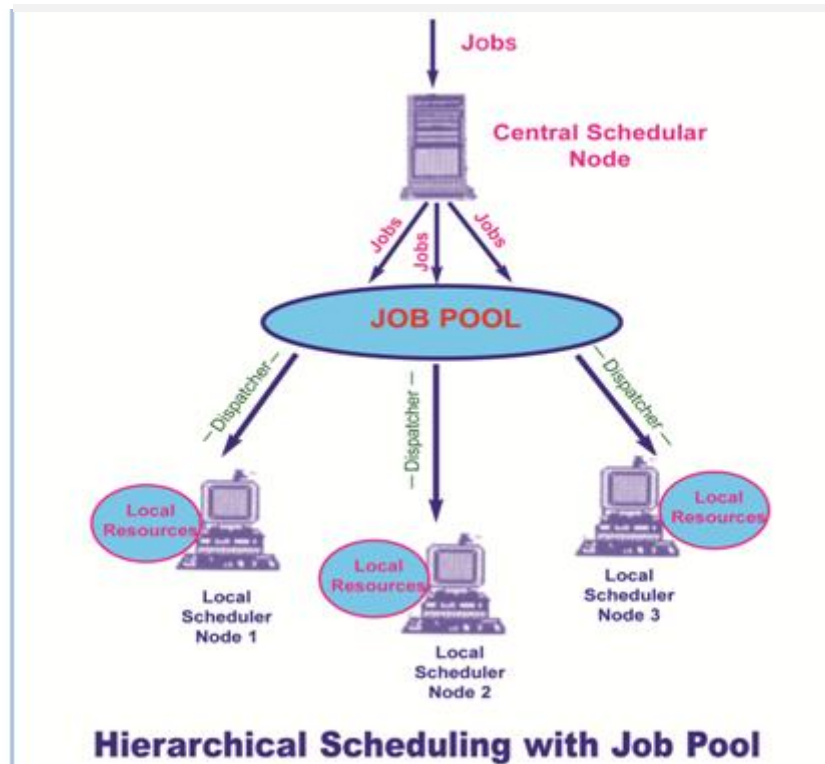 Jobs
Central Schedular
Node
Jobs
Jobs
Jobs
JOB POOL
— Dispatcher —
— Dispatcher —
— Dispatcher —
Local
Resources
Local
Scheduler
Node 1
Local
Resources
Local
Scheduler
Node 2
Local
Resources
Local
Scheduler
Node 3
Hierarchical Scheduling with Job Pool